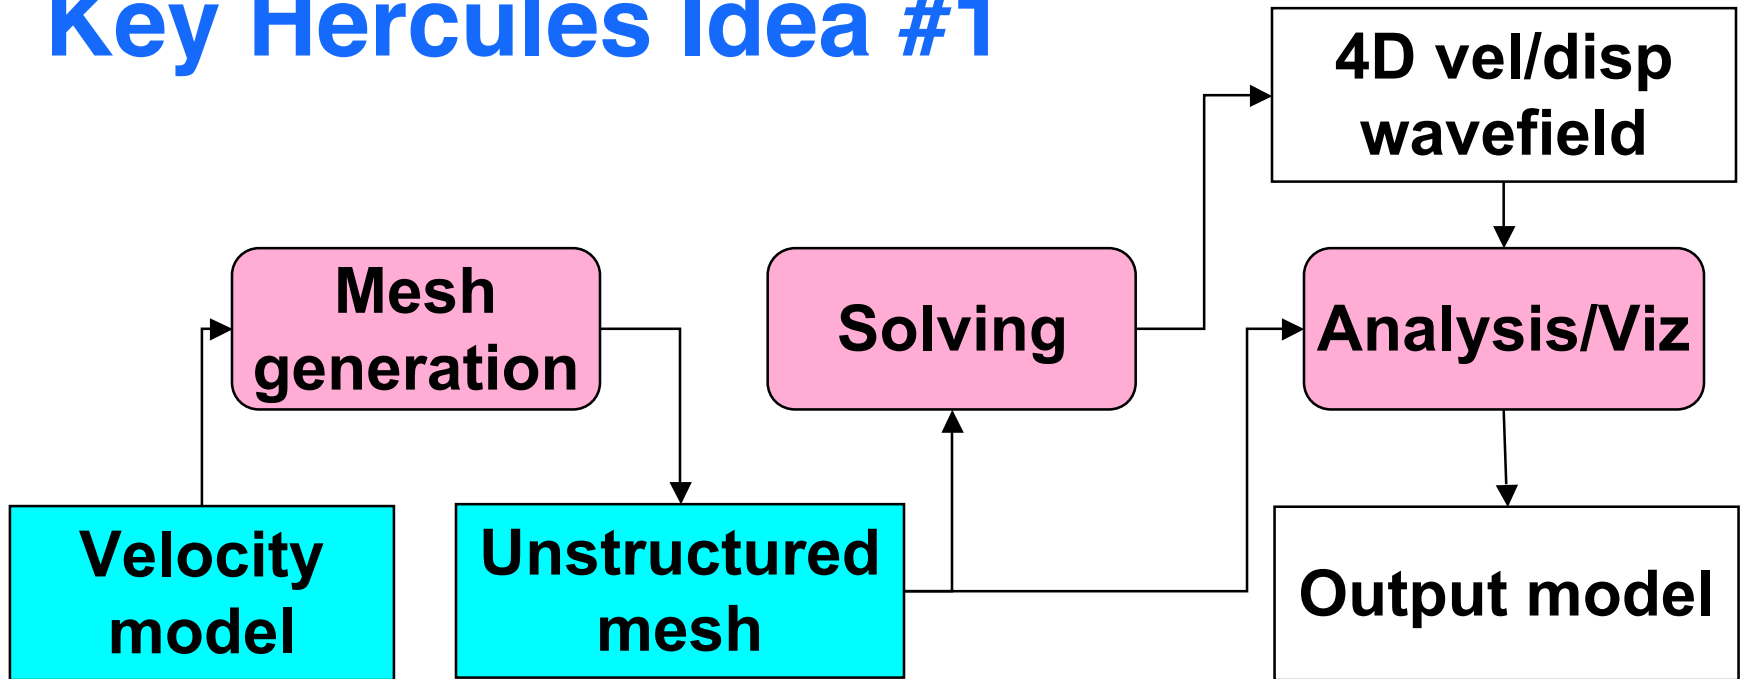 Key Hercules Idea #1
4D vel/disp
wavefield
Mesh
generation
Solving
Analysis/Viz
Velocity
model
Unstructured
mesh
Output model